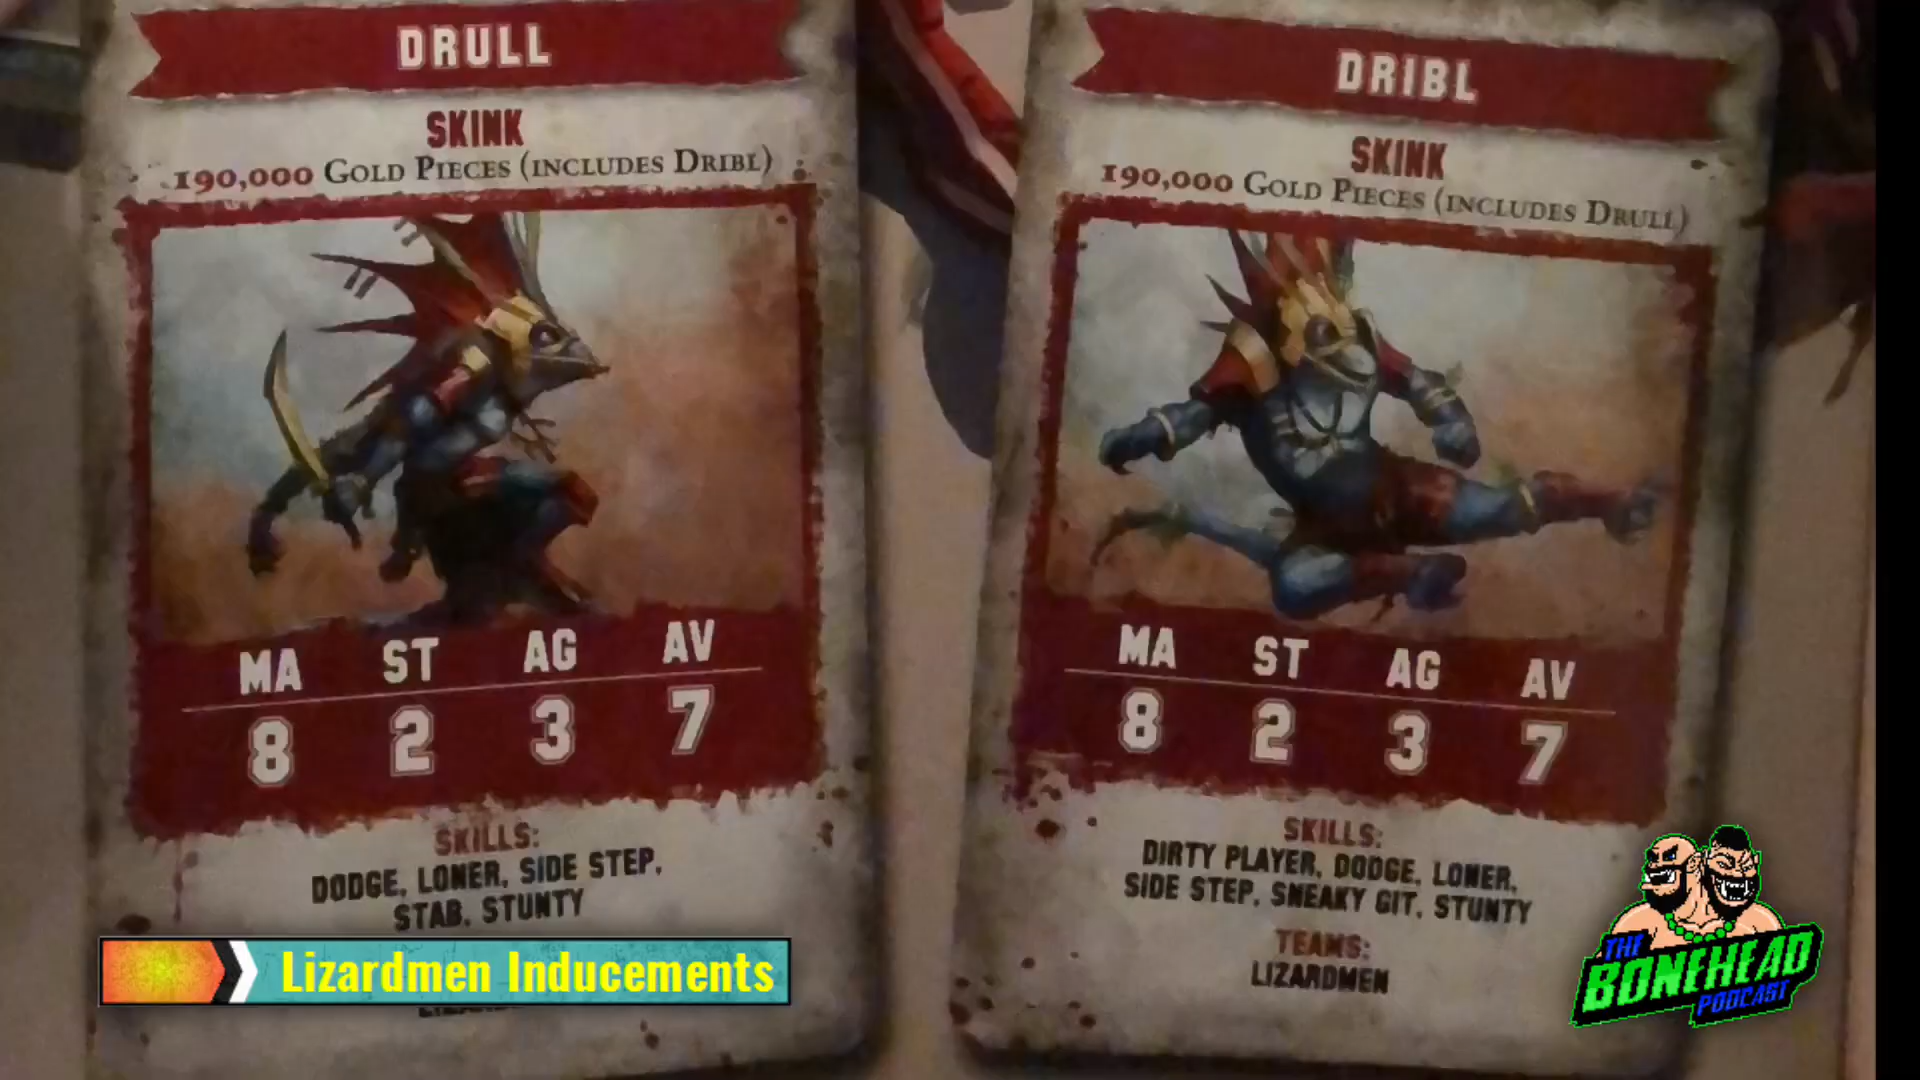 DRULL
SKINK
190,000 GOLD PIECES (INCLUDES DRIBL)
MA ST AG AV
8 2 3 7
SKILLS:
DODGE, LONER, SIDE STEP,
STAB, STUNTY
DRIBL
SKINK
190,000 GOLD PIECES (INCLUDES DRULL)
MA ST AG AV
8 2 3 7
SKILLS:
DIRTY PLAYER, DODGE, LONER,
SIDE STEP, SNEAKY GIT, STUNTY
TEAMS:
LIZARDMEN
Lizardmen Inducements
THE
BONEHEAD
PODCAST